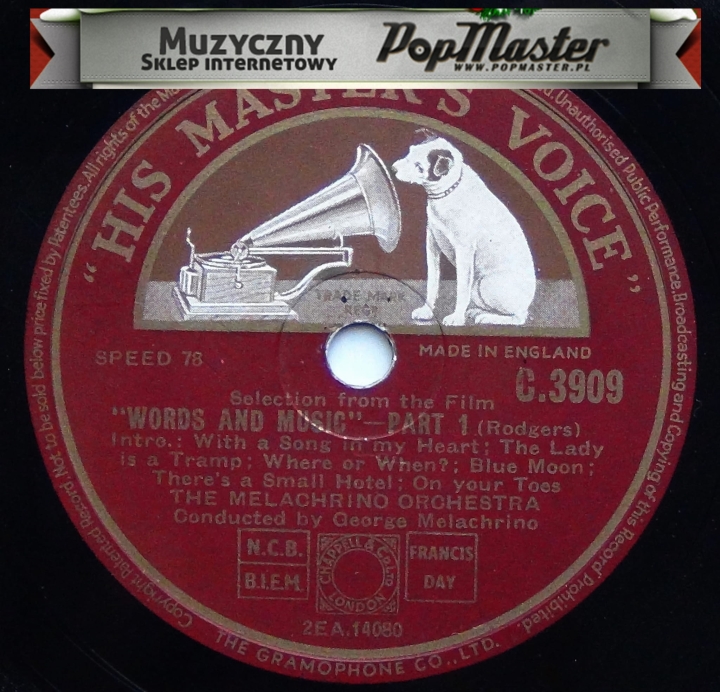 MUZYCZNY
SKLEP INTERNETOWY
PopMaster
WWW.POPMASTER.PL
"HIS MASTER'S VOICE"
TRADE MARK
REGD
SPEED 78
MADE IN ENGLAND
C.3909
Selection from the Film
"WORDS AND MUSIC"—PART 1 (Rodgers)
Intro.: With a Song in my Heart; The Lady
is a Tramp; Where or When?; Blue Moon;
There's a Small Hotel; On your Toes
THE MELACHRINO ORCHESTRA
Conducted by George Melachrino
N.C.B.
B.I.E.M.
CHAPPELL & CO LTD
LONDON
FRANCIS
DAY
2EA.14080
THE GRAMOPHONE CO., LTD.
Copyright Patented Record. Not to be sold below price fixed by Patentees. All rights of the
Unauthorised Public Performance, Broadcasting and Copying of this Record Prohibited.